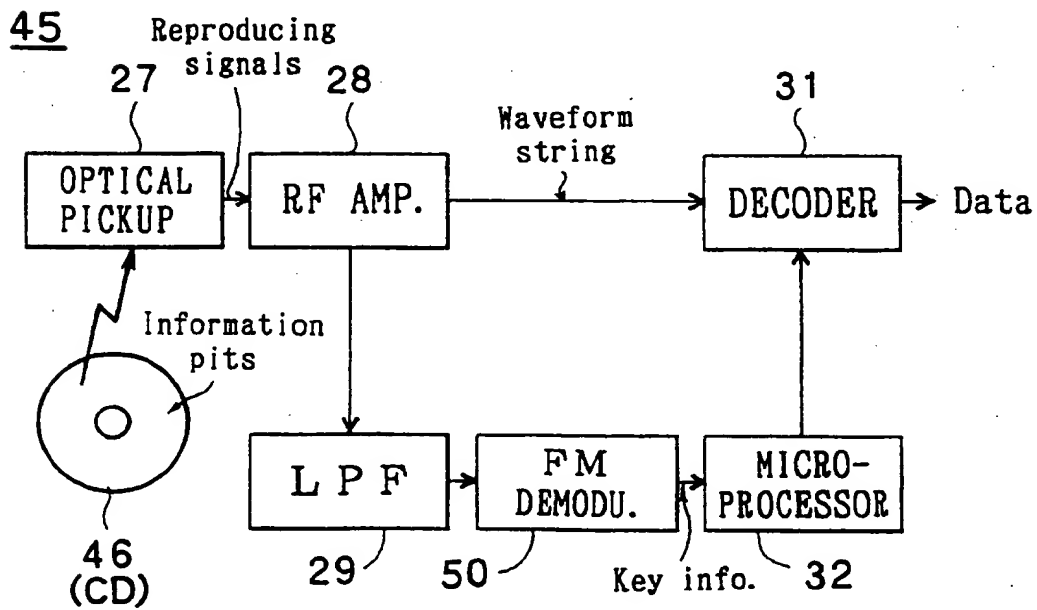 45
Reproducing
signals
27
28
31
Waveform
string
OPTICAL
PICKUP
RF AMP.
DECODER
Data
Information
pits
LPF
FM
DEMODU.
MICRO-
PROCESSOR
46
(CD)
29
50
Key info.
32